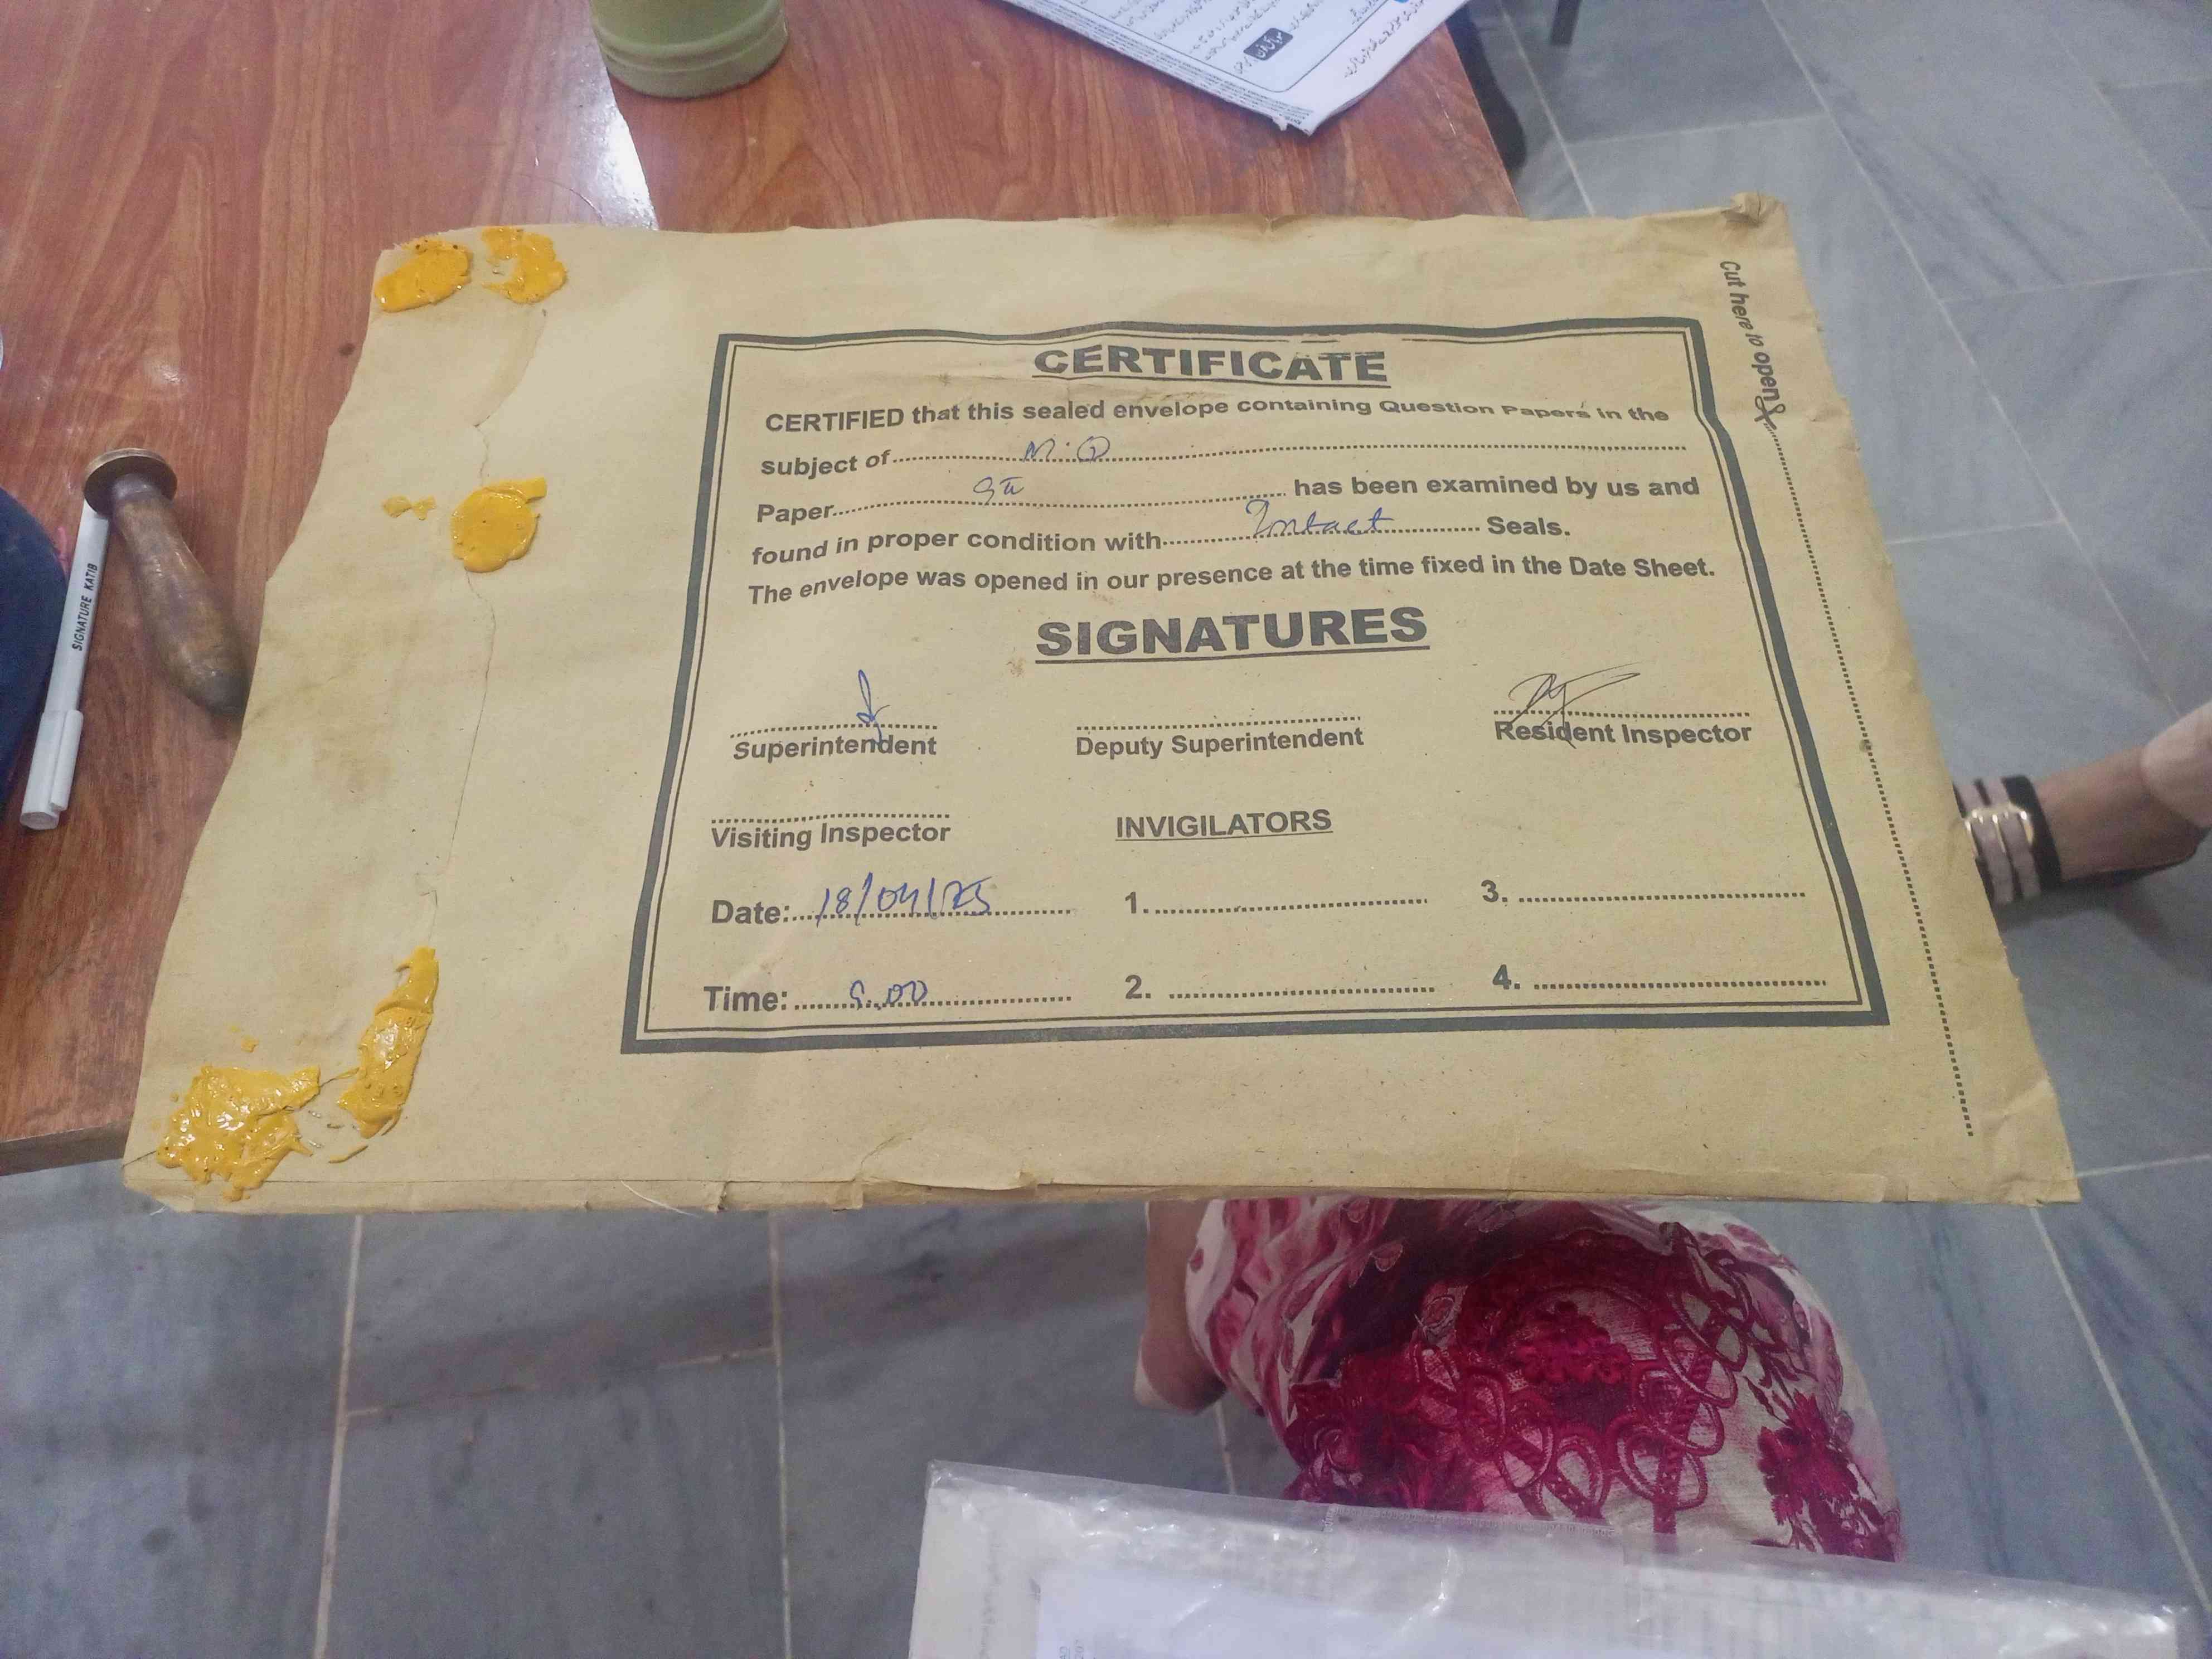 Cut here to open
CERTIFICATE
CERTIFIED that this sealed envelope containing Question Papers in the
subject of
Paper has been examined by us and
found in proper condition with Intact Seals.
The envelope was opened in our presence at the time fixed in the Date Sheet.
SIGNATURES
Superintendent Deputy Superintendent Resident Inspector
Visiting Inspector INVIGILATORS
Date: 18/04/25 1. 3.
Time: 9.00 2. 4.
SIGNATURE KATIB